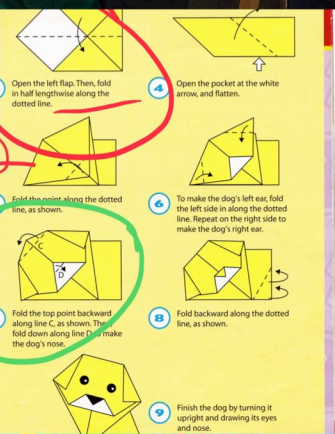 Open the left flap. Then, fold
in half lengthwise along the
dotted line.
4
Open the pocket at the white
arrow, and flatten.
Fold the point along the dotted
line, as shown.
6
To make the dog's left ear, fold
the left side in along the dotted
line. Repeat on the right side to
make the dog's right ear.
C
D
Fold the top point backward
along line C, as shown. Then
fold down along line D to make
the dog's nose.
8
Fold backward along the dotted
line, as shown.
9
Finish the dog by turning it
upright and drawing its eyes
and nose.